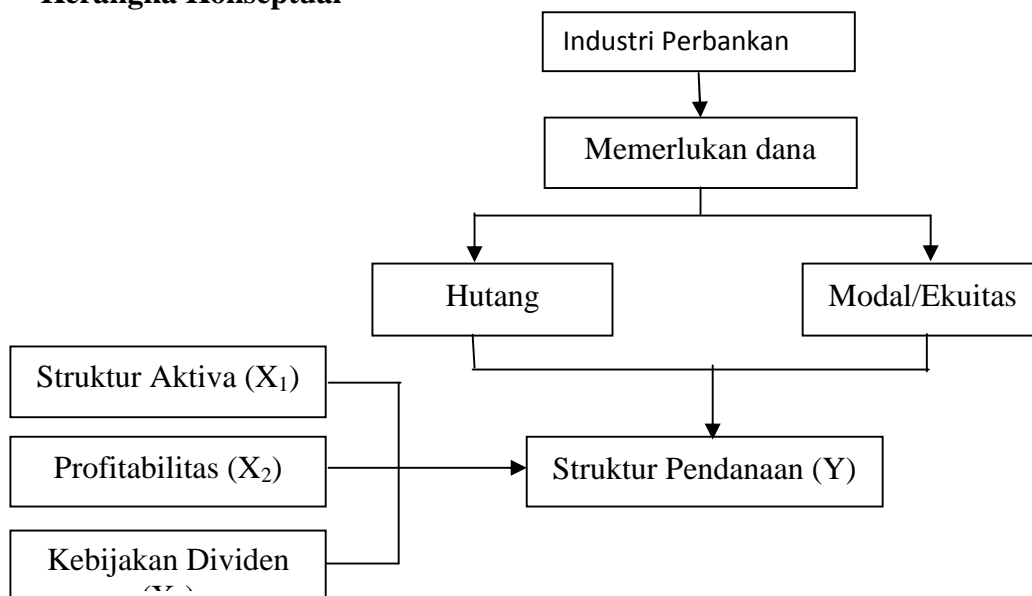 Kerangka Konseptual
Industri Perbankan
Memerlukan dana
Hutang
Modal/Ekuitas
Struktur Aktiva (X₁)
Profitabilitas (X₂)
Struktur Pendanaan (Y)
Kebijakan Dividen